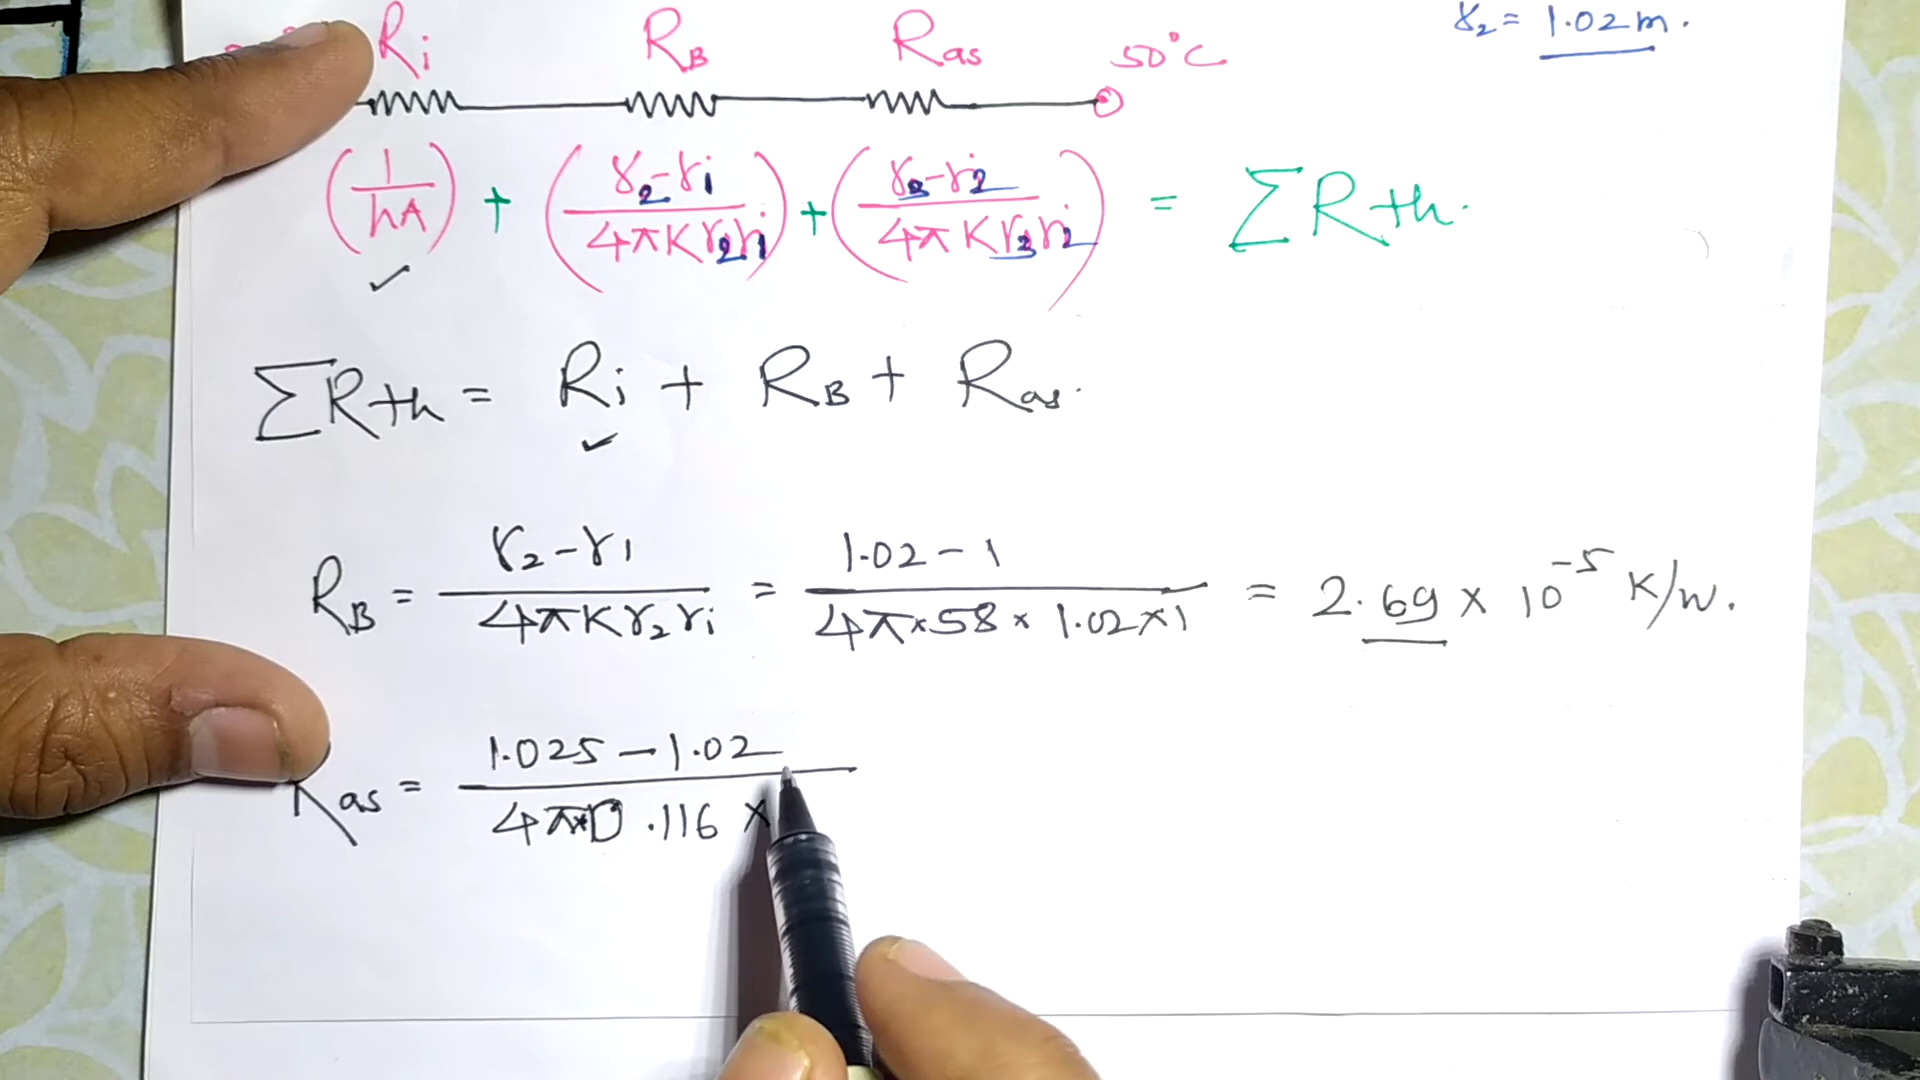 Ri RB Ras 50°C
r2 = 1.02m.
(1/hA) + (r2-r1/4πKr2r1) + (r3-r2/4πKr3r2) = ΣRth.
ΣRth = Ri + RB + Ras.
RB = r2-r1/4πKr2ri = 1.02-1/4π×58×1.02×1 = 2.69 × 10^-5 K/w.
Ras = 1.025-1.02/4π×0.116 ×